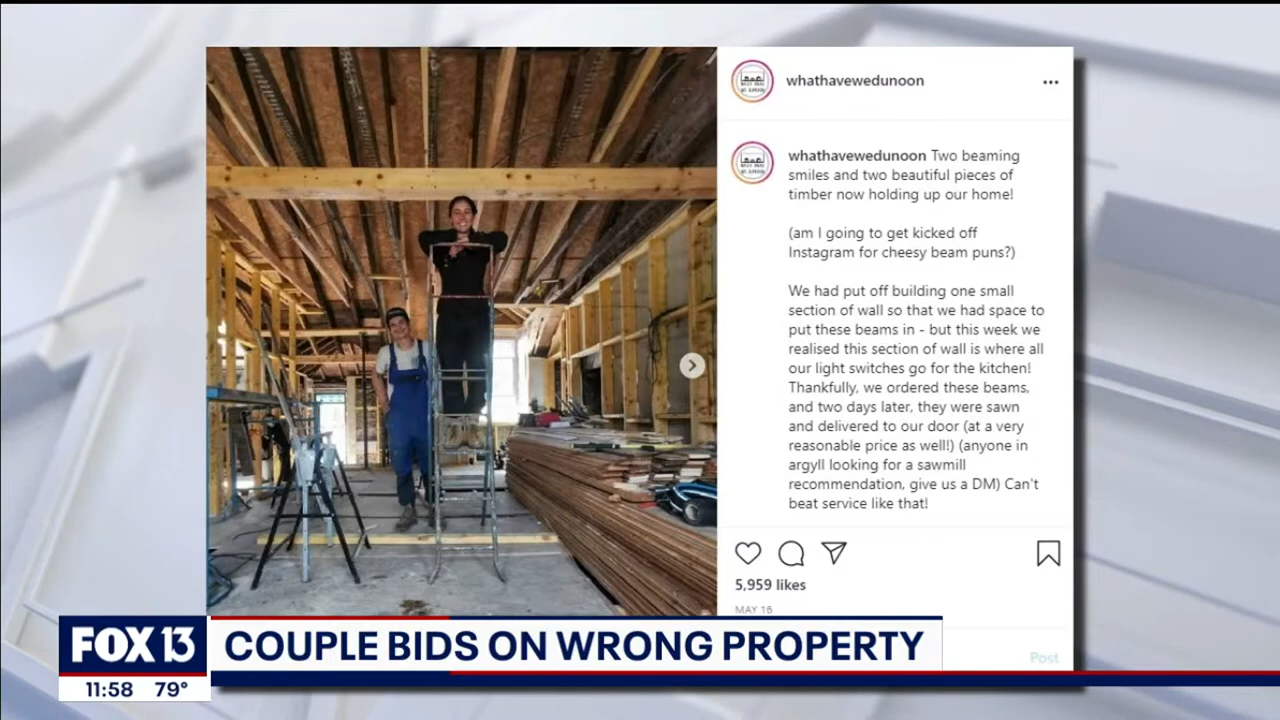 whathavewedunoon
whathavewedunoon Two beaming
smiles and two beautiful pieces of
timber now holding up our home!
(am I going to get kicked off
Instagram for cheesy beam puns?)
We had put off building one small
section of wall so that we had space to
put these beams in - but this week we
realised this section of wall is where all
our light switches go for the kitchen!
Thankfully, we ordered these beams,
and two days later, they were sawn
and delivered to our door (at a very
reasonable price as well!) (anyone in
argyll looking for a sawmill
recommendation, give us a DM) Can't
beat service like that!
5,959 likes
MAY 16
Post
FOX 13
COUPLE BIDS ON WRONG PROPERTY
11:58 79°